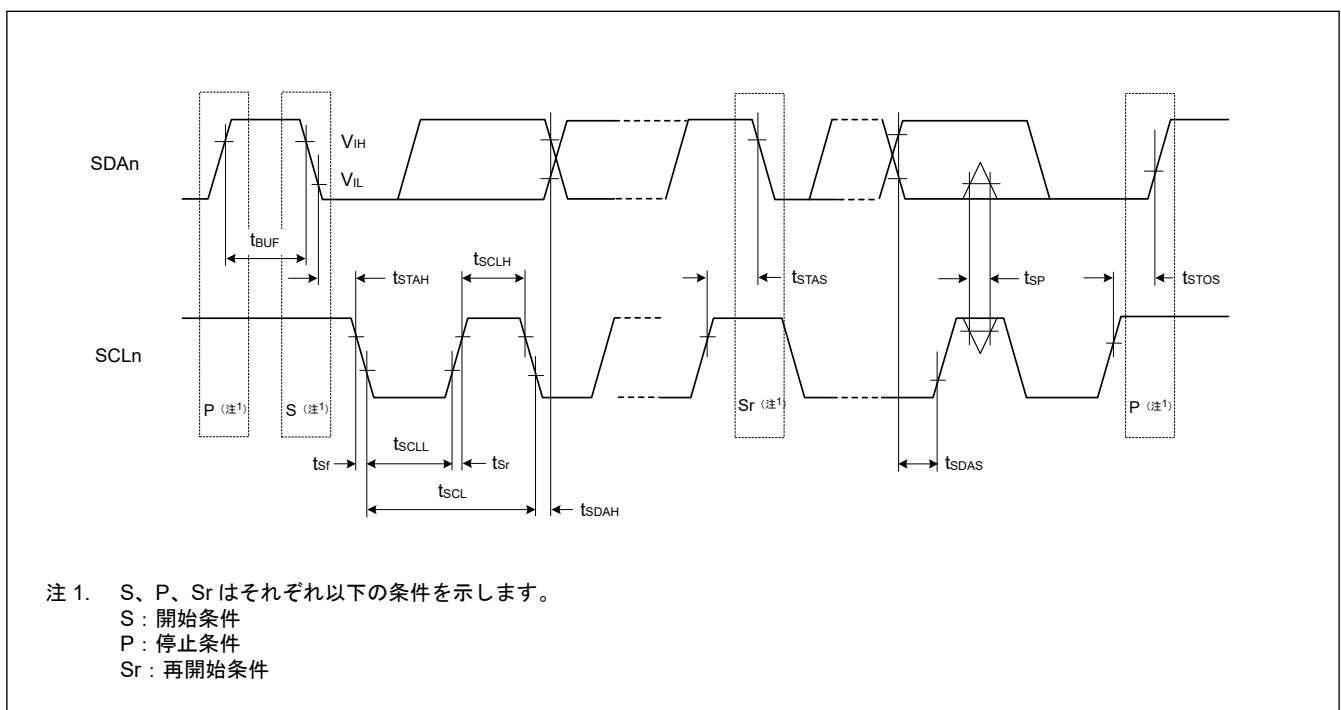 SDAn
VIH
VIL
tBUF
tSTAH
tSCLH
tSTAS
tSP
tSTOS
SCLn
P（注1）
S（注1）
Sr（注1）
P（注1）
tSf
tSCLL
tSr
tSDAS
tSCL
tSDAH
注 1. S、P、Sr はそれぞれ以下の条件を示します。
S：開始条件
P：停止条件
Sr：再開始条件